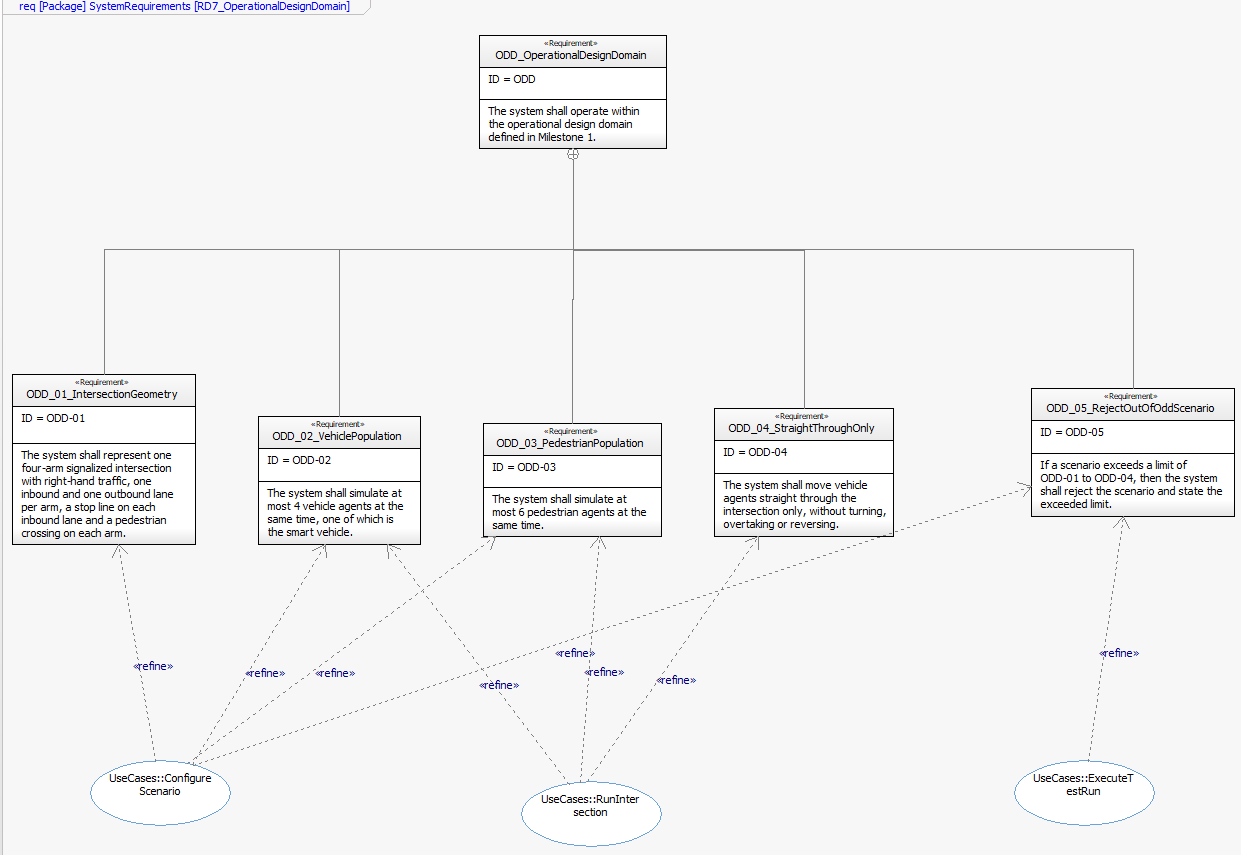 req [Package] SystemRequirements [RD7_OperationalDesignDomain]
«Requirement»
ODD_OperationalDesignDomain
ID = ODD
The system shall operate within
the operational design domain
defined in Milestone 1.
«Requirement»
ODD_01_IntersectionGeometry
ID = ODD-01
The system shall represent one
four-arm signalized intersection
with right-hand traffic, one
inbound and one outbound lane
per arm, a stop line on each
inbound lane and a pedestrian
crossing on each arm.
«Requirement»
ODD_02_VehiclePopulation
ID = ODD-02
The system shall simulate at
most 4 vehicle agents at the
same time, one of which is
the smart vehicle.
«Requirement»
ODD_03_PedestrianPopulation
ID = ODD-03
The system shall simulate at
most 6 pedestrian agents at the
same time.
«Requirement»
ODD_04_StraightThroughOnly
ID = ODD-04
The system shall move vehicle
agents straight through the
intersection only, without turning,
overtaking or reversing.
«Requirement»
ODD_05_RejectOutOfOddScenario
ID = ODD-05
If a scenario exceeds a limit of
ODD-01 to ODD-04, then the system
shall reject the scenario and state the
exceeded limit.
«refine»
«refine»
«refine»
«refine»
«refine»
«refine»
«refine»
«refine»
UseCases::Configure
Scenario
UseCases::RunInter
section
UseCases::ExecuteT
estRun